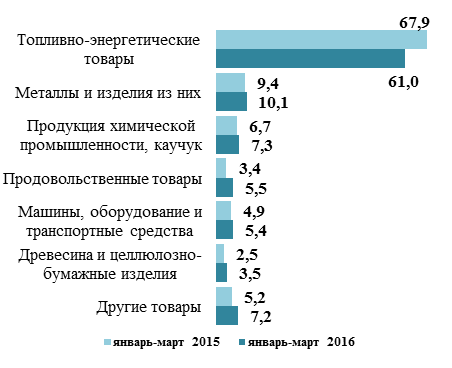 67,9
Топливно-энергетические
товары
61,0
Металлы и изделия из них
9,4
10,1
Продукция химической
промышленности, каучук
6,7
7,3
Продовольственные товары
3,4
5,5
Машины, оборудование и
транспортные средства
4,9
5,4
Древесина и целлюлозно-
бумажные изделия
2,5
3,5
Другие товары
5,2
7,2
январь-март 2015 январь-март 2016